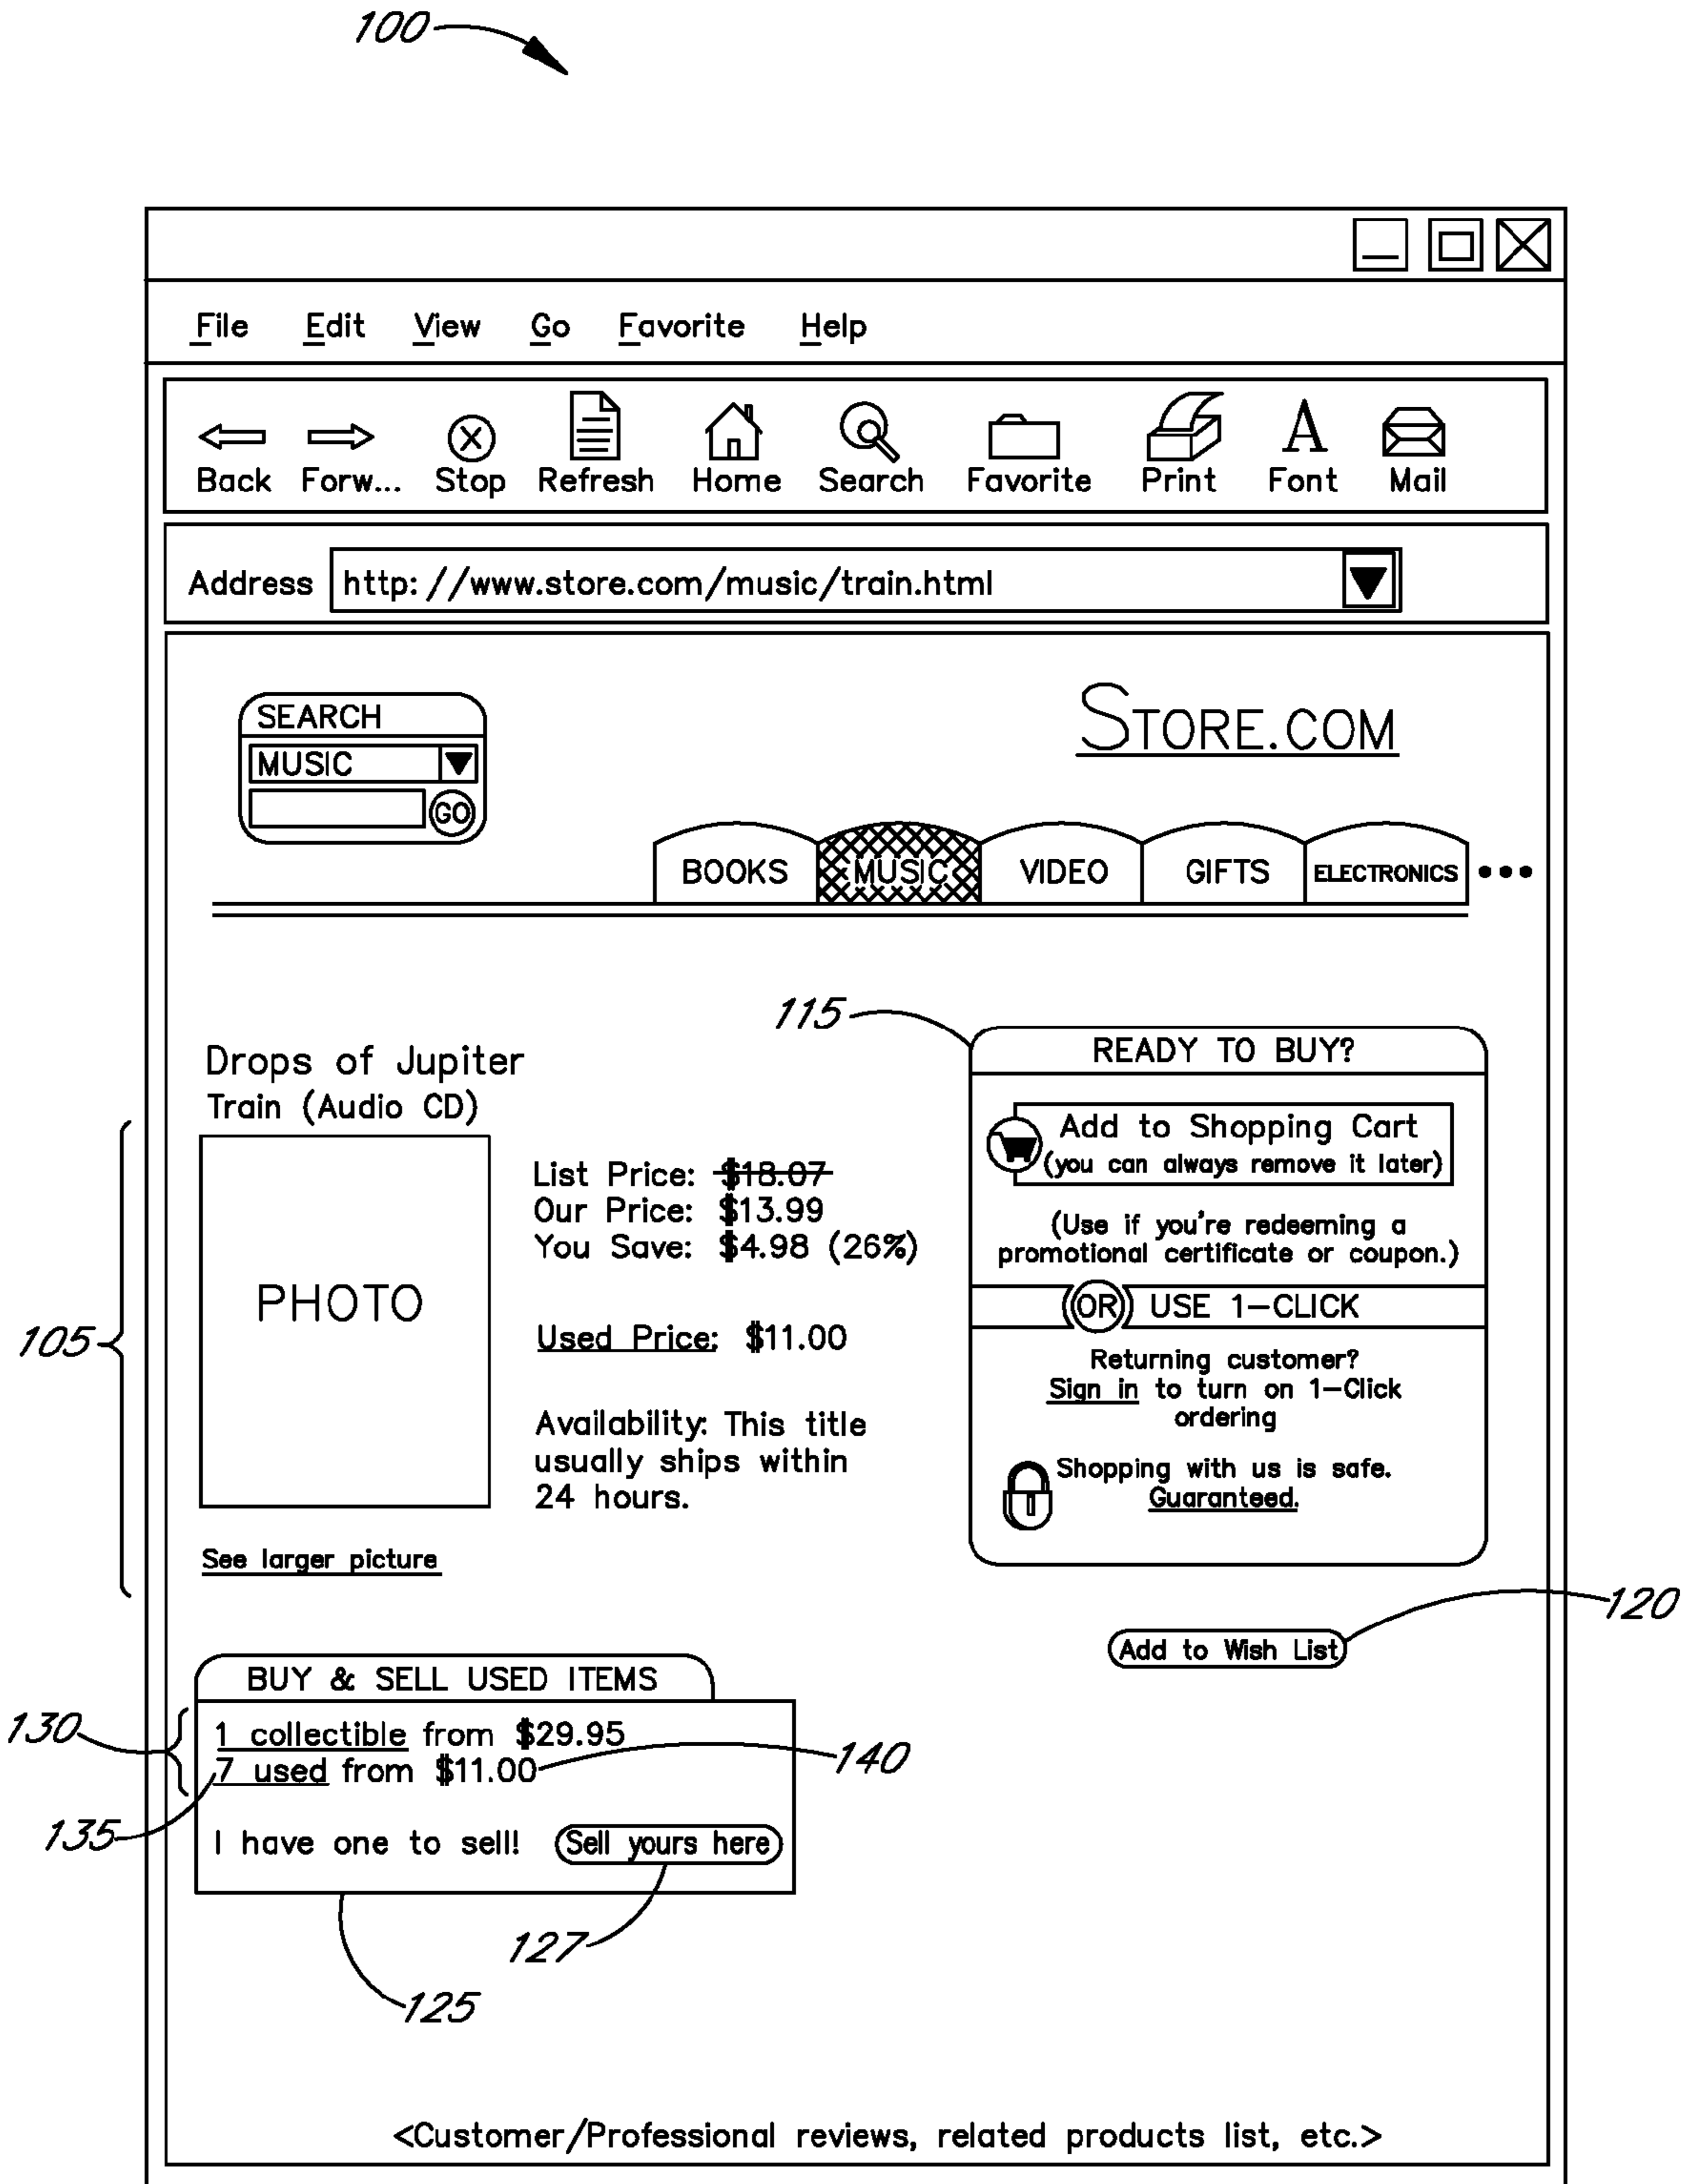 100
File Edit View Go Favorite Help
Back Forw... Stop Refresh Home Search Favorite Print Font Mail
Address http://www.store.com/music/train.html
STORE.COM
SEARCH
MUSIC
GO
BOOKS MUSIC VIDEO GIFTS ELECTRONICS •••
115
READY TO BUY?
Add to Shopping Cart
(you can always remove it later)
(Use if you're redeeming a
promotional certificate or coupon.)
OR USE 1-CLICK
Returning customer?
Sign in to turn on 1-Click
ordering
Shopping with us is safe.
Guaranteed.
120
Add to Wish List
Drops of Jupiter
Train (Audio CD)
105
PHOTO
List Price: $18.07
Our Price: $13.99
You Save: $4.98 (26%)
Used Price: $11.00
Availability: This title
usually ships within
24 hours.
See larger picture
BUY & SELL USED ITEMS
130
1 collectible from $29.95
7 used from $11.00
140
135
I have one to sell! Sell yours here
127
125
<Customer/Professional reviews, related products list, etc.>